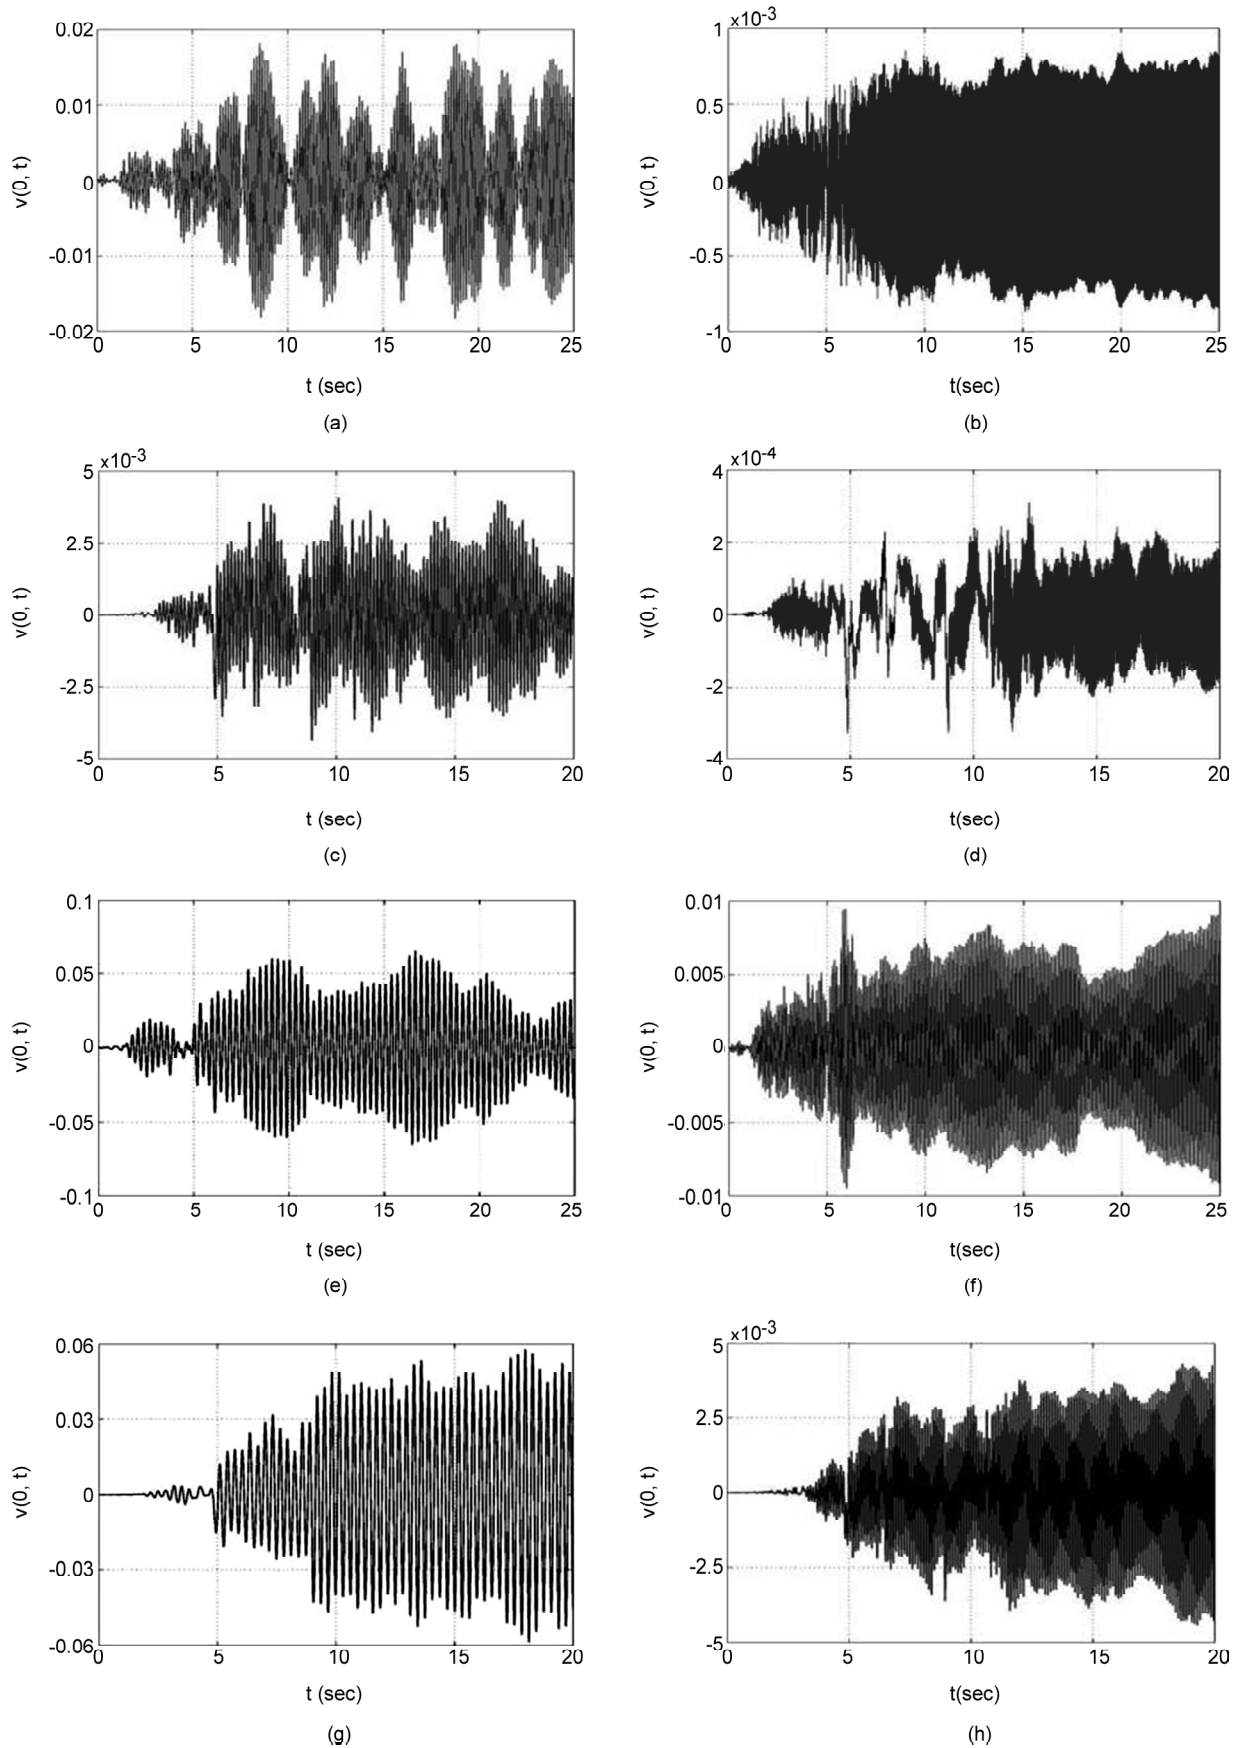 0.02
0.01
0
-0.01
-0.02
v(0, t)
0 5 10 15 20 25
t (sec)
(a)
1 x10-3
0.5
0
-0.5
-1
v(0, t)
0 5 10 15 20 25
t(sec)
(b)
5 x10-3
2.5
0
-2.5
-5
v(0, t)
0 5 10 15 20
t (sec)
(c)
4 x10-4
2
0
-2
-4
v(0, t)
0 5 10 15 20
t(sec)
(d)
0.1
0.05
0
-0.05
-0.1
v(0, t)
0 5 10 15 20 25
t (sec)
(e)
0.01
0.005
0
-0.005
-0.01
v(0, t)
0 5 10 15 20 25
t(sec)
(f)
0.06
0.03
0
-0.03
-0.06
v(0, t)
0 5 10 15 20
t (sec)
(g)
5 x10-3
2.5
0
-2.5
-5
v(0, t)
0 5 10 15 20
t(sec)
(h)